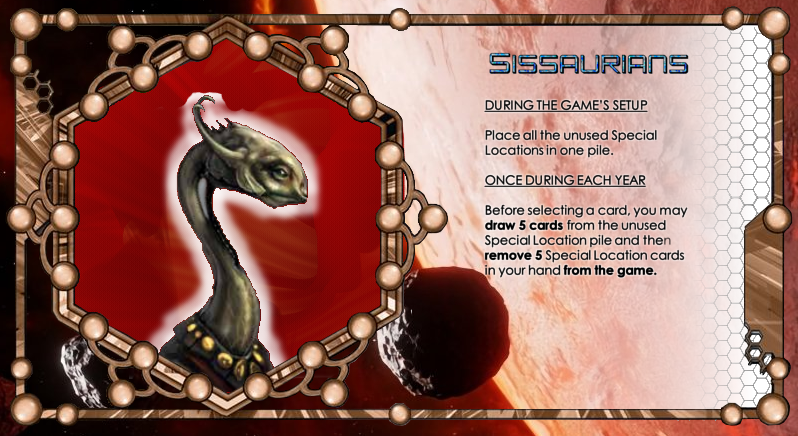 SISSAURIANS
DURING THE GAME'S SETUP
Place all the unused Special
Locations in one pile.
ONCE DURING EACH YEAR
Before selecting a card, you may
draw 5 cards from the unused
Special Location pile and then
remove 5 Special Location cards
in your hand from the game.